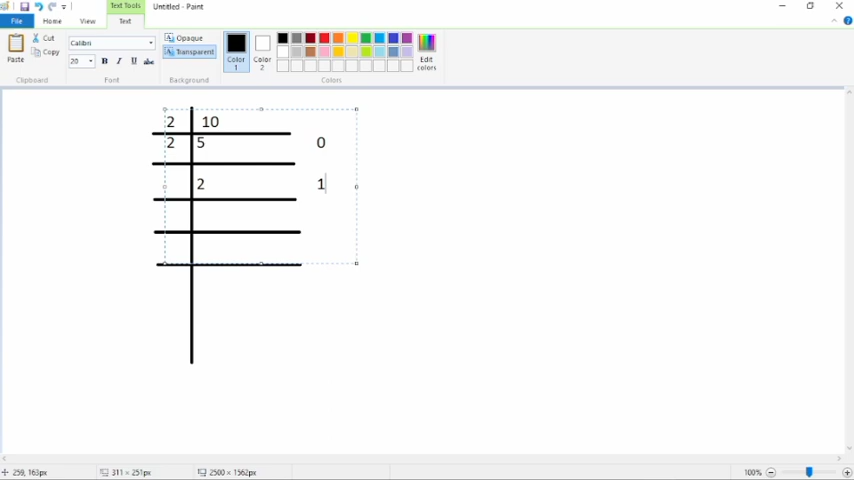 Text Tools
Untitled - Paint
File
Home
View
Text
Paste
Cut
Copy
Clipboard
Calibri
20
B I U abc
Font
Opaque
Transparent
Background
Color 1
Color 2
Colors
Edit colors
2 10
2 5 0
2 1
259, 163px
311 × 251px
2500 × 1562px
100%